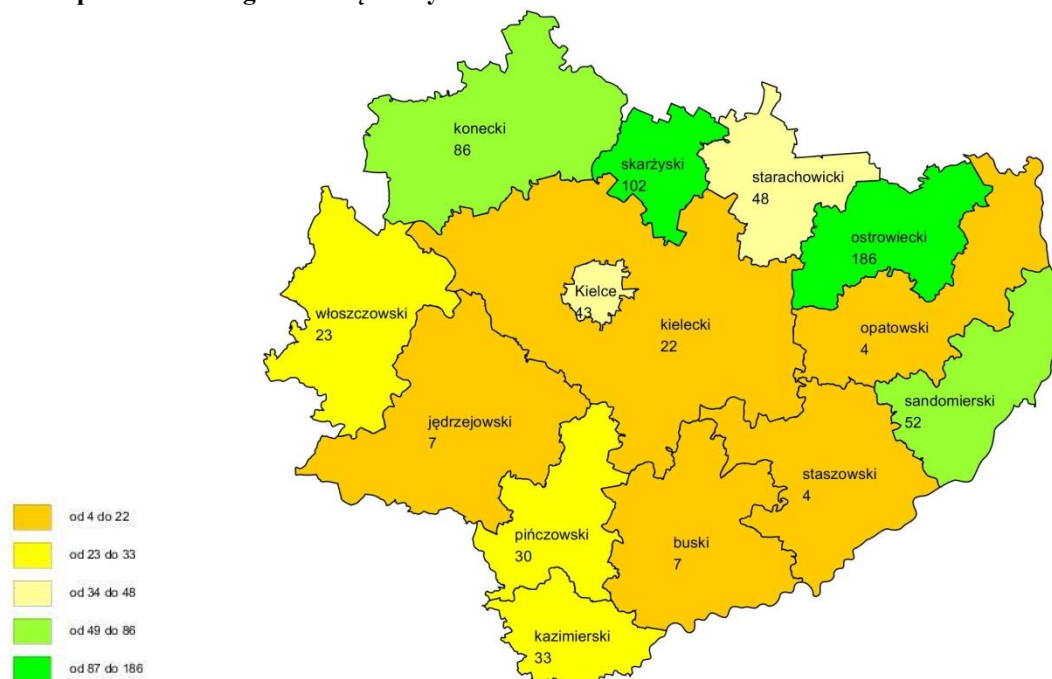 konecki
86
skarżyski
102
starachowicki
48
ostrowiecki
186
Kielce
43
włoszczowski
23
kielecki
22
opatowski
4
sandomierski
52
jędrzejowski
7
staszowski
4
pińczowski
30
buski
7
kazimierski
33
od 4 do 22
od 23 do 33
od 34 do 48
od 49 do 86
od 87 do 186